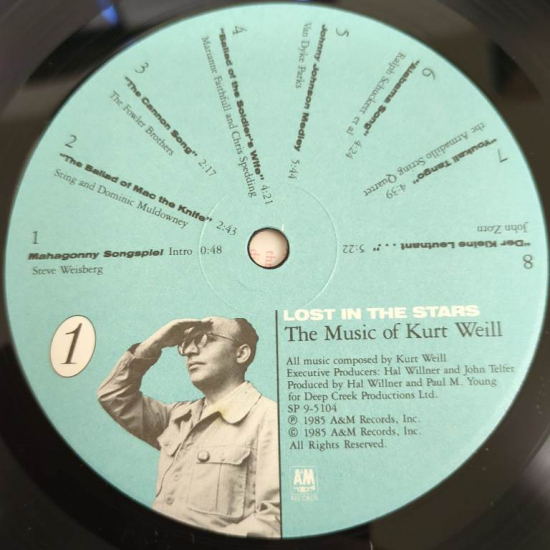 1
Mahagonny Songspiel Intro 0:48
Steve Weisberg
2
"The Ballad of Mac the Knife" 2:43
Sting and Dominic Muldowney
3
"The Cannon Song" 2:17
The Fowler Brothers
4
"Ballad of the Soldier's Wife" 4:21
Marianne Faithfull and Chris Spedding
5
Johnny Johnson Medley 5:44
Van Dyke Parks
6
"Alabama Song" 4:24
Ralph Schuckett et al
7
"Youkali Tango" 4:39
the Armadillo String Quartet
8
"Der Kleine Leutnant . . ." 5:22
John Zorn
1
LOST IN THE STARS
The Music of Kurt Weill
All music composed by Kurt Weill
Executive Producers: Hal Willner and John Telfer
Produced by Hal Willner and Paul M. Young
for Deep Creek Productions Ltd.
SP 9-5104
℗ 1985 A&M Records, Inc.
© 1985 A&M Records, Inc.
All Rights Reserved.
A&M
RECORDS